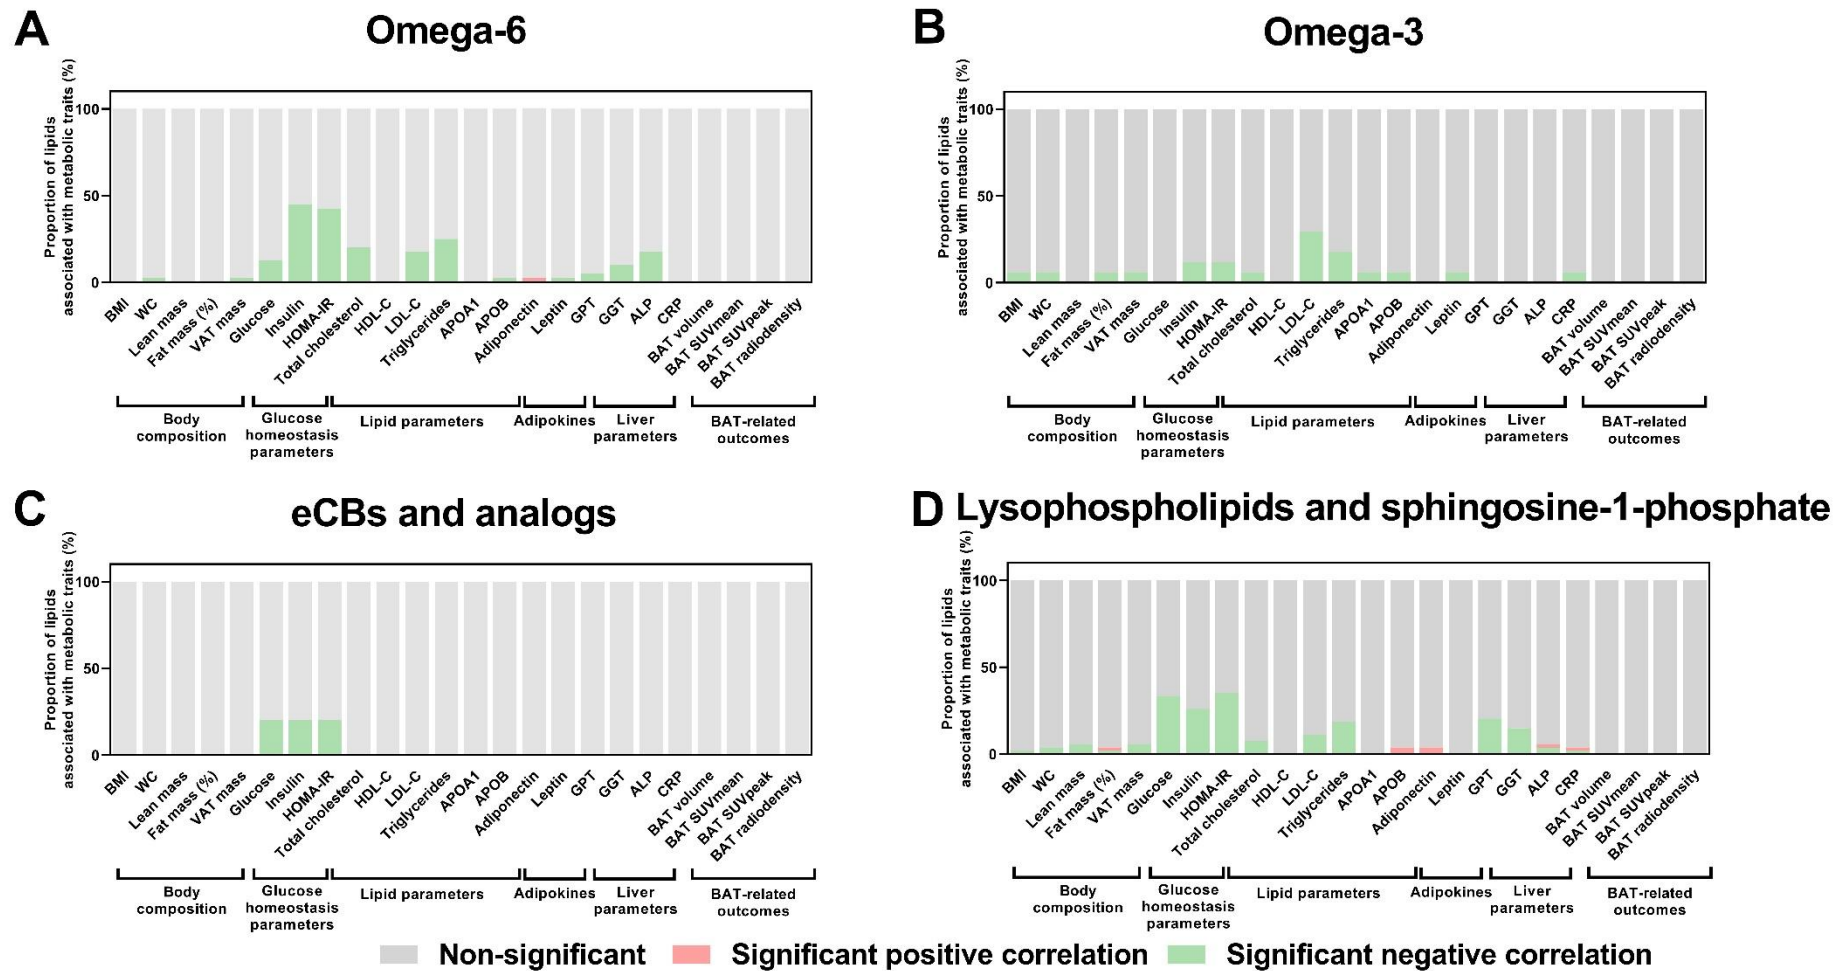 A
Omega-6
Proportion of lipids
associated with metabolic traits (%)
100
50
0
BMI
WC
Lean mass
Fat mass (%)
VAT mass
Glucose
Insulin
HOMA-IR
Total cholesterol
HDL-C
LDL-C
Triglycerides
APOA1
APOB
Adiponectin
Leptin
GPT
GGT
ALP
CRP
BAT volume
BAT SUVmean
BAT SUVpeak
BAT radiodensity
Body
composition
Glucose
homeostasis
parameters
Lipid parameters
Adipokines
Liver
parameters
BAT-related
outcomes
B
Omega-3
Proportion of lipids
associated with metabolic traits (%)
100
50
0
BMI
WC
Lean mass
Fat mass (%)
VAT mass
Glucose
Insulin
HOMA-IR
Total cholesterol
HDL-C
LDL-C
Triglycerides
APOA1
APOB
Adiponectin
Leptin
GPT
GGT
ALP
CRP
BAT volume
BAT SUVmean
BAT SUVpeak
BAT radiodensity
Body
composition
Glucose
homeostasis
parameters
Lipid parameters
Adipokines
Liver
parameters
BAT-related
outcomes
C
eCBs and analogs
Proportion of lipids
associated with metabolic traits (%)
100
50
0
BMI
WC
Lean mass
Fat mass (%)
VAT mass
Glucose
Insulin
HOMA-IR
Total cholesterol
HDL-C
LDL-C
Triglycerides
APOA1
APOB
Adiponectin
Leptin
GPT
GGT
ALP
CRP
BAT volume
BAT SUVmean
BAT SUVpeak
BAT radiodensity
Body
composition
Glucose
homeostasis
parameters
Lipid parameters
Adipokines
Liver
parameters
BAT-related
outcomes
D
Lysophospholipids and sphingosine-1-phosphate
Proportion of lipids
associated with metabolic traits (%)
100
50
0
BMI
WC
Lean mass
Fat mass (%)
VAT mass
Glucose
Insulin
HOMA-IR
Total cholesterol
HDL-C
LDL-C
Triglycerides
APOA1
APOB
Adiponectin
Leptin
GPT
GGT
ALP
CRP
BAT volume
BAT SUVmean
BAT SUVpeak
BAT radiodensity
Body
composition
Glucose
homeostasis
parameters
Lipid parameters
Adipokines
Liver
parameters
BAT-related
outcomes
Non-significant
Significant positive correlation
Significant negative correlation